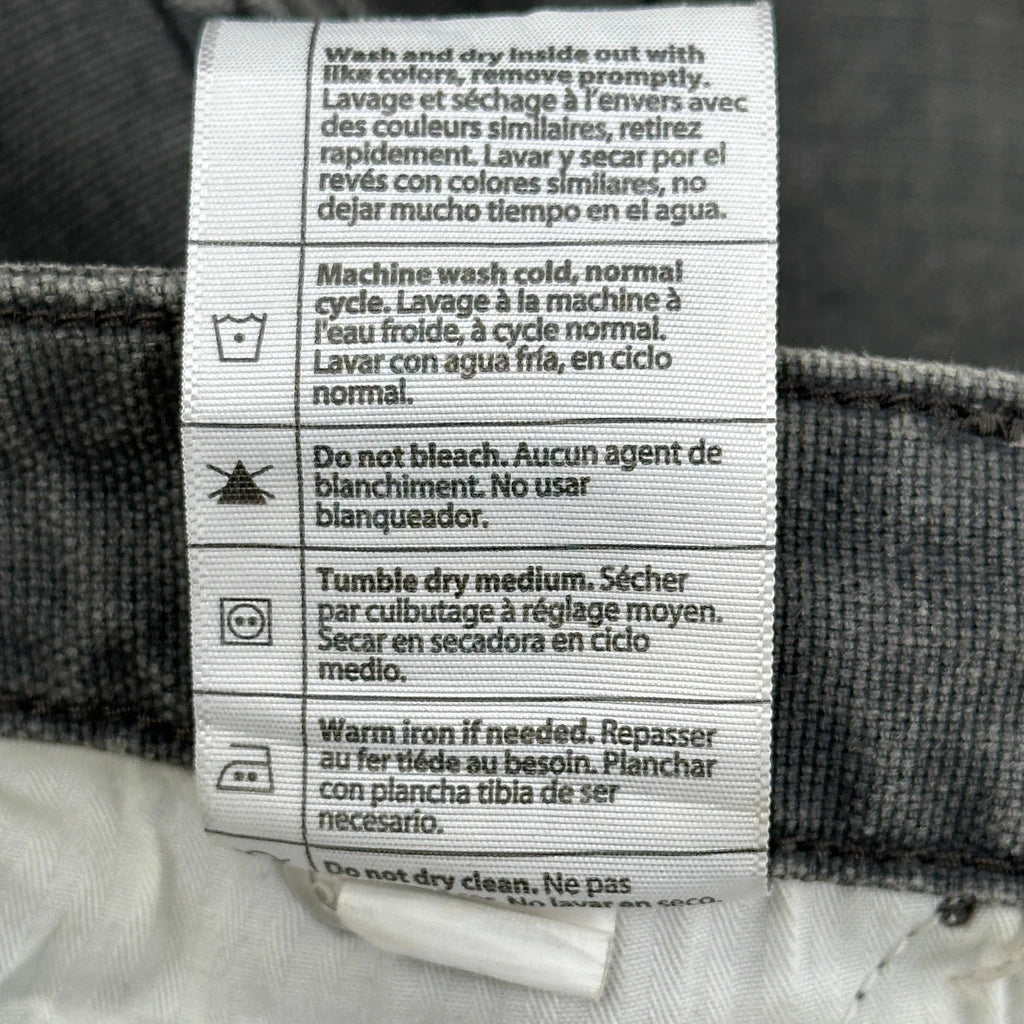 Wash and dry inside out with
like colors, remove promptly.
Lavage et séchage à l'envers avec
des couleurs similaires, retirez
rapidement. Lavar y secar por el
revés con colores similares, no
dejar mucho tiempo en el agua.
Machine wash cold, normal
cycle. Lavage à la machine à
l'eau froide, à cycle normal.
Lavar con agua fría, en ciclo
normal.
Do not bleach. Aucun agent de
blanchiment. No usar
blanqueador.
Tumble dry medium. Sécher
par culbutage à réglage moyen.
Secar en secadora en ciclo
medio.
Warm iron if needed. Repasser
au fer tiéde au besoin. Planchar
con plancha tibia de ser
necesario.
Do not dry clean. Ne pas
No lavar en seco.